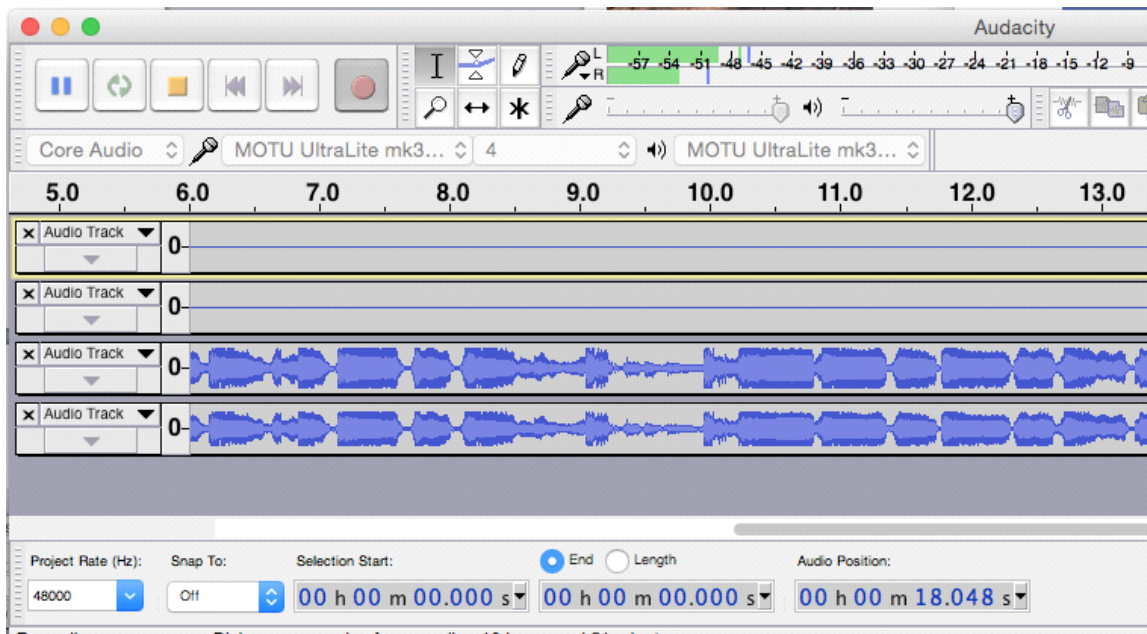 Audacity
L
R
-57 -54 -51 -48 -45 -42 -39 -36 -33 -30 -27 -24 -21 -18 -15 -12 -9
Core Audio MOTU UltraLite mk3... 4 MOTU UltraLite mk3...
5.0 6.0 7.0 8.0 9.0 10.0 11.0 12.0 13.0
X Audio Track
0-
X Audio Track
0-
X Audio Track
0-
X Audio Track
0-
Project Rate (Hz): Snap To: Selection Start: End Length Audio Position:
48000 Off 00 h 00 m 00.000 s 00 h 00 m 00.000 s 00 h 00 m 18.048 s